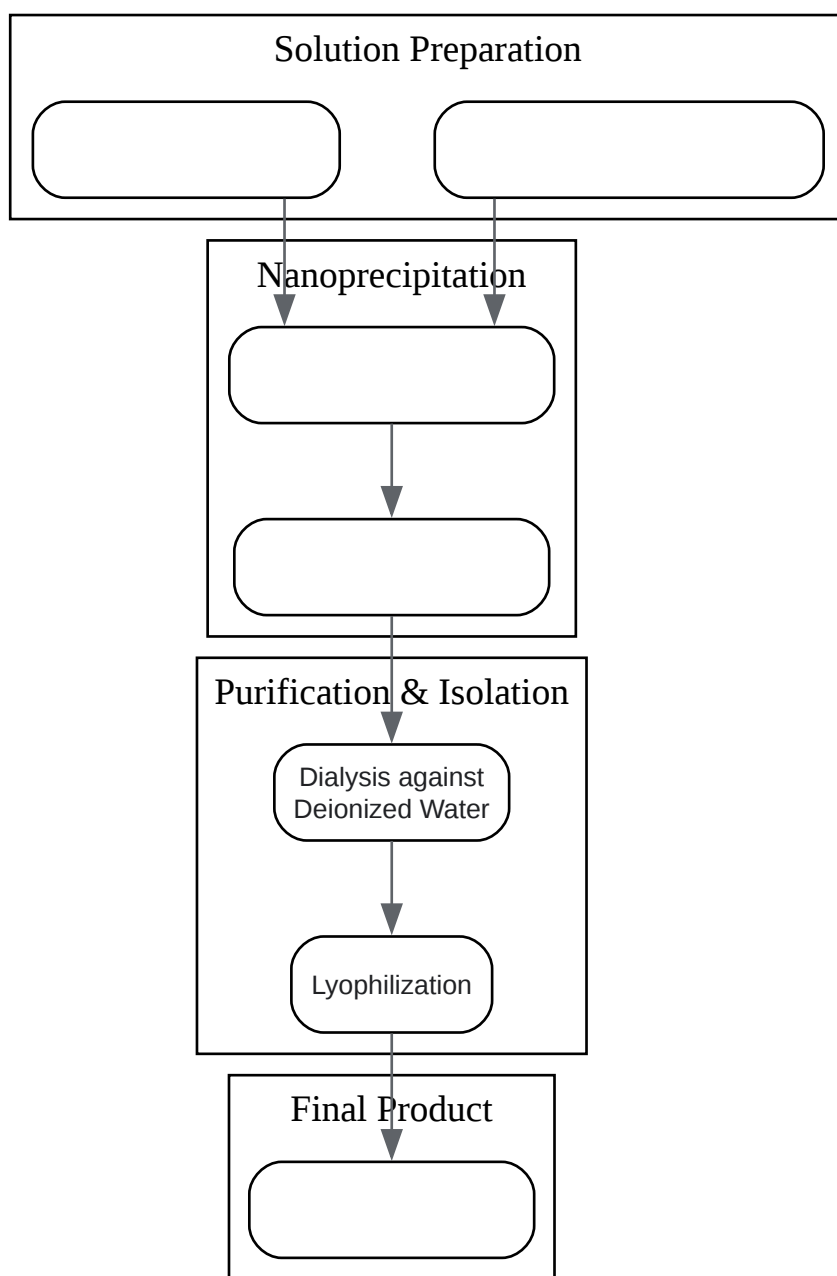 Solution Preparation
Nanoprecipitation
Purification & Isolation
Dialysis against
Deionized Water
Lyophilization
Final Product